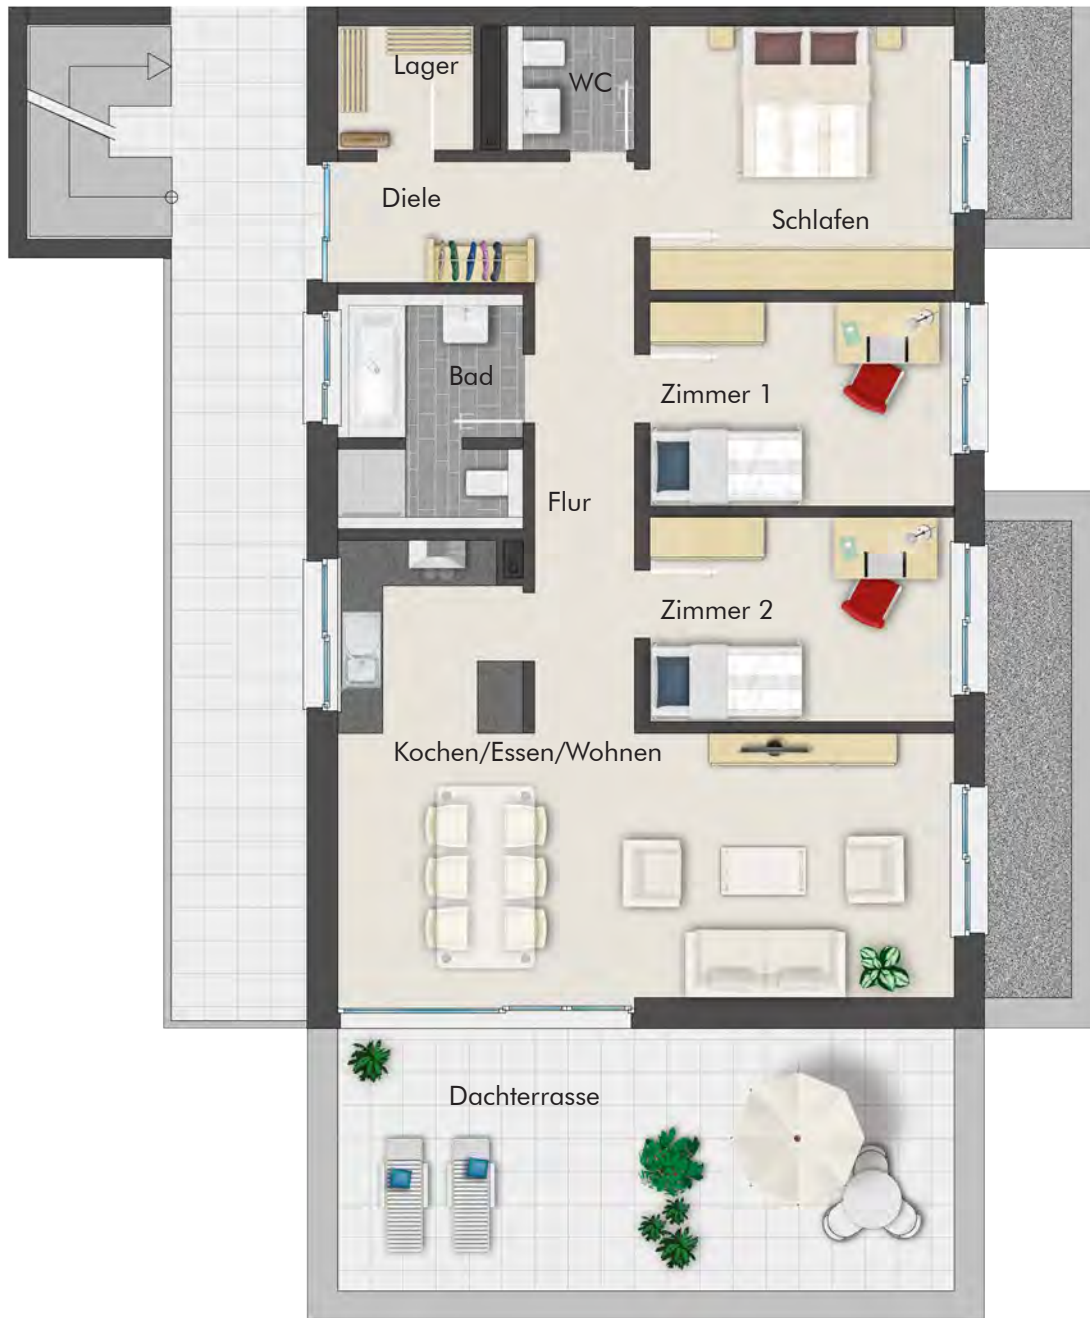 Lager
WC
Diele
Schlafen
Bad
Zimmer 1
Flur
Zimmer 2
Kochen/Essen/Wohnen
Dachterrasse